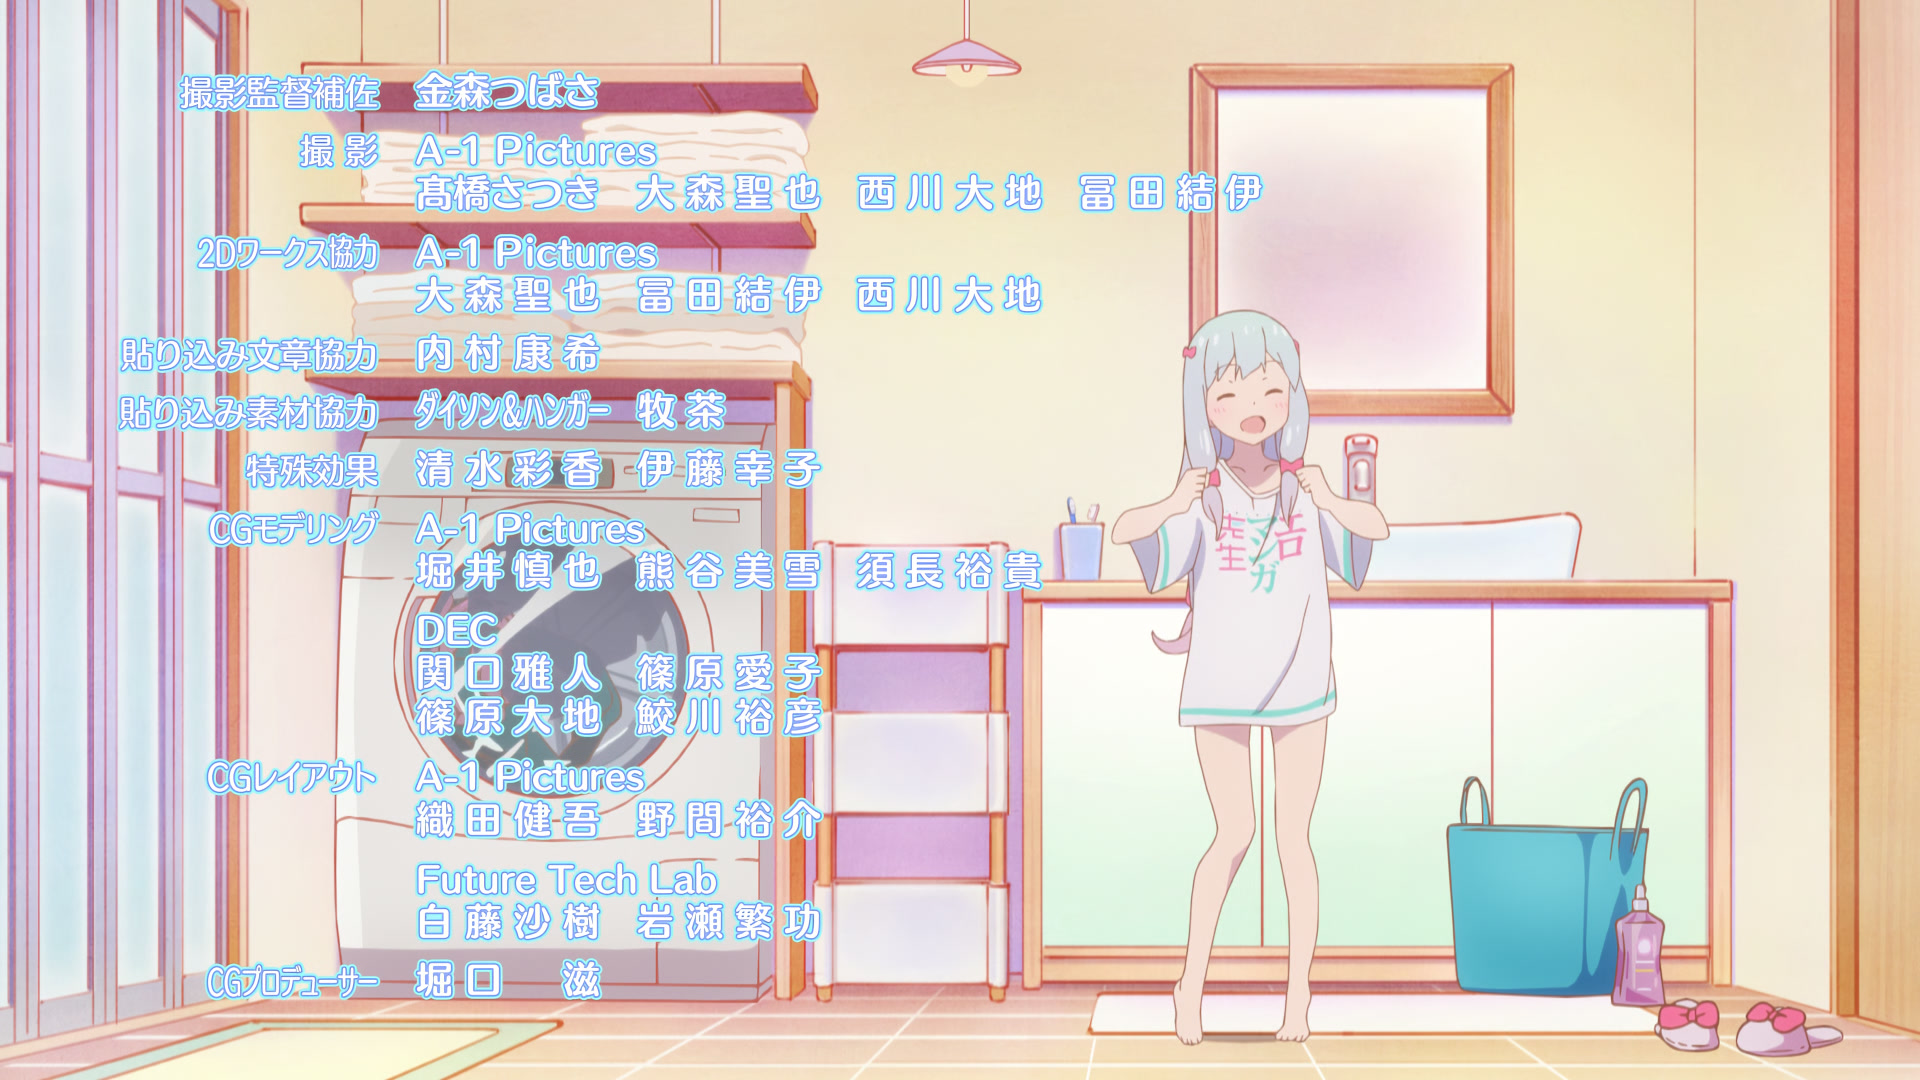 撮影監督補佐 金森つばさ
撮影 A-1 Pictures
髙橋さつき 大森聖也 西川大地 冨田結伊
2Dワークス協力 A-1 Pictures
大森聖也 冨田結伊 西川大地
貼り込み文章協力 内村康希
貼り込み素材協力 ダイソン&ハンガー 牧茶
特殊効果 清水彩香 伊藤幸子
CGモデリング A-1 Pictures
堀井慎也 熊谷美雪 須長裕貴
DEC
関口雅人 篠原愛子
篠原大地 鮫川裕彦
CGレイアウト A-1 Pictures
織田健吾 野間裕介
Future Tech Lab
白藤沙樹 岩瀬繁功
CGプロデューサー 堀口 滋
エロ
マンガ
先生